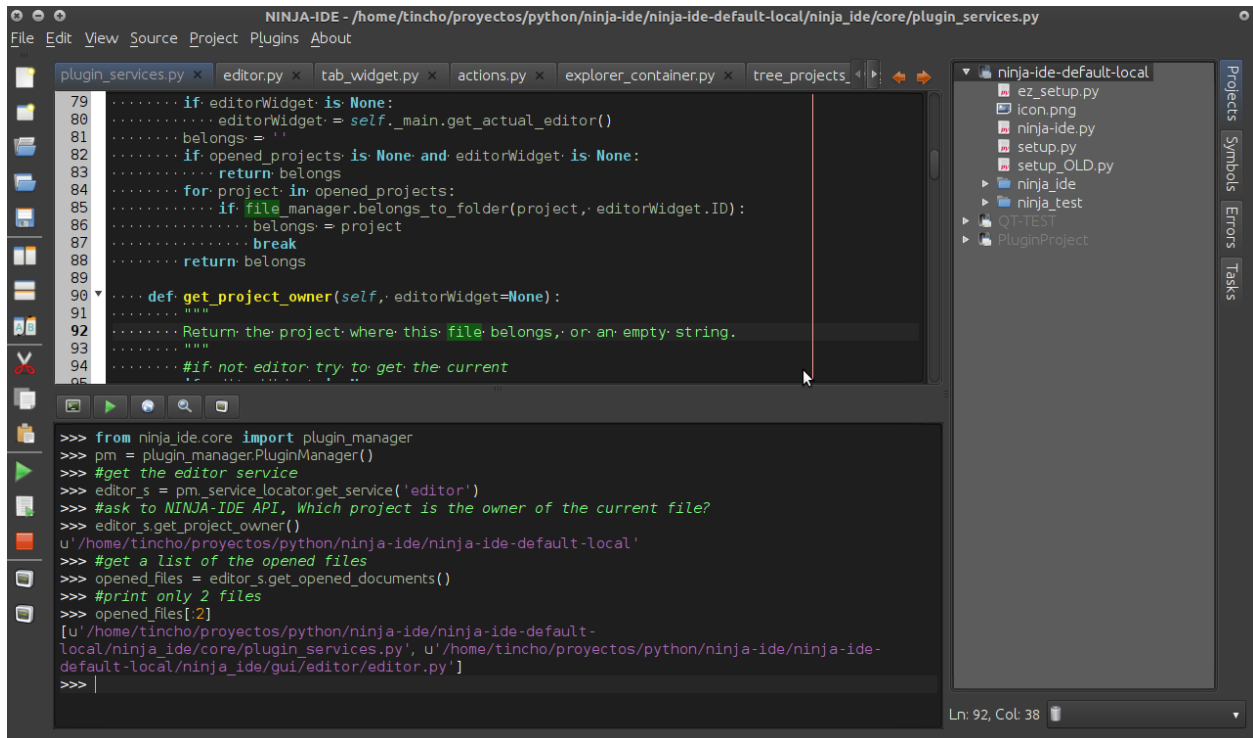 NINJA-IDE - /home/tincho/proyectos/python/ninja-ide/ninja-ide-default-local/ninja_ide/core/plugin_services.py
File Edit View Source Project Plugins About
plugin_services.py × editor.py × tab_widget.py × actions.py × explorer_container.py × tree_projects_
79 if editorWidget is None:
80 editorWidget = self._main.get_actual_editor()
81 belongs = ''
82 if opened_projects is None and editorWidget is None:
83 return belongs
84 for project in opened_projects:
85 if file_manager.belongs_to_folder(project, editorWidget.ID):
86 belongs = project
87 break
88 return belongs
89
90 def get_project_owner(self, editorWidget=None):
91 """
92 Return the project where this file belongs, or an empty string.
93 """
94 #if not editor try to get the current
95
>>> from ninja_ide.core import plugin_manager
>>> pm = plugin_manager.PluginManager()
>>> #get the editor service
>>> editor_s = pm._service_locator.get_service('editor')
>>> #ask to NINJA-IDE API, Which project is the owner of the current file?
>>> editor_s.get_project_owner()
u'/home/tincho/proyectos/python/ninja-ide/ninja-ide-default-local'
>>> #get a list of the opened files
>>> opened_files = editor_s.get_opened_documents()
>>> #print only 2 files
>>> opened_files[:2]
[u'/home/tincho/proyectos/python/ninja-ide/ninja-ide-default-
local/ninja_ide/core/plugin_services.py', u'/home/tincho/proyectos/python/ninja-ide/ninja-ide-
default-local/ninja_ide/gui/editor/editor.py']
>>>
ninja-ide-default-local
ez_setup.py
icon.png
ninja-ide.py
setup.py
setup_OLD.py
ninja_ide
ninja_test
QT-TEST
PluginProject
Projects
Symbols
Errors
Tasks
A B
Ln: 92, Col: 38